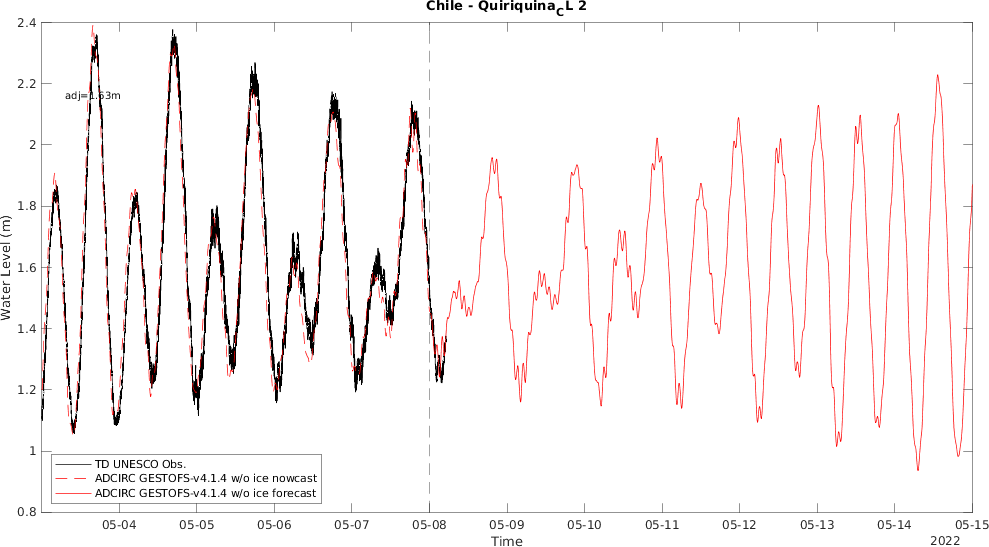 Chile - Quiriquina_CL 2
2.4
2.2
2
1.8
1.6
1.4
1.2
1
0.8
Water Level (m)
adj=1.63m
TD UNESCO Obs.
ADCIRC GESTOFS-v4.1.4 w/o ice nowcast
ADCIRC GESTOFS-v4.1.4 w/o ice forecast
05-04 05-05 05-06 05-07 05-08 05-09 05-10 05-11 05-12 05-13 05-14 05-15
Time
2022